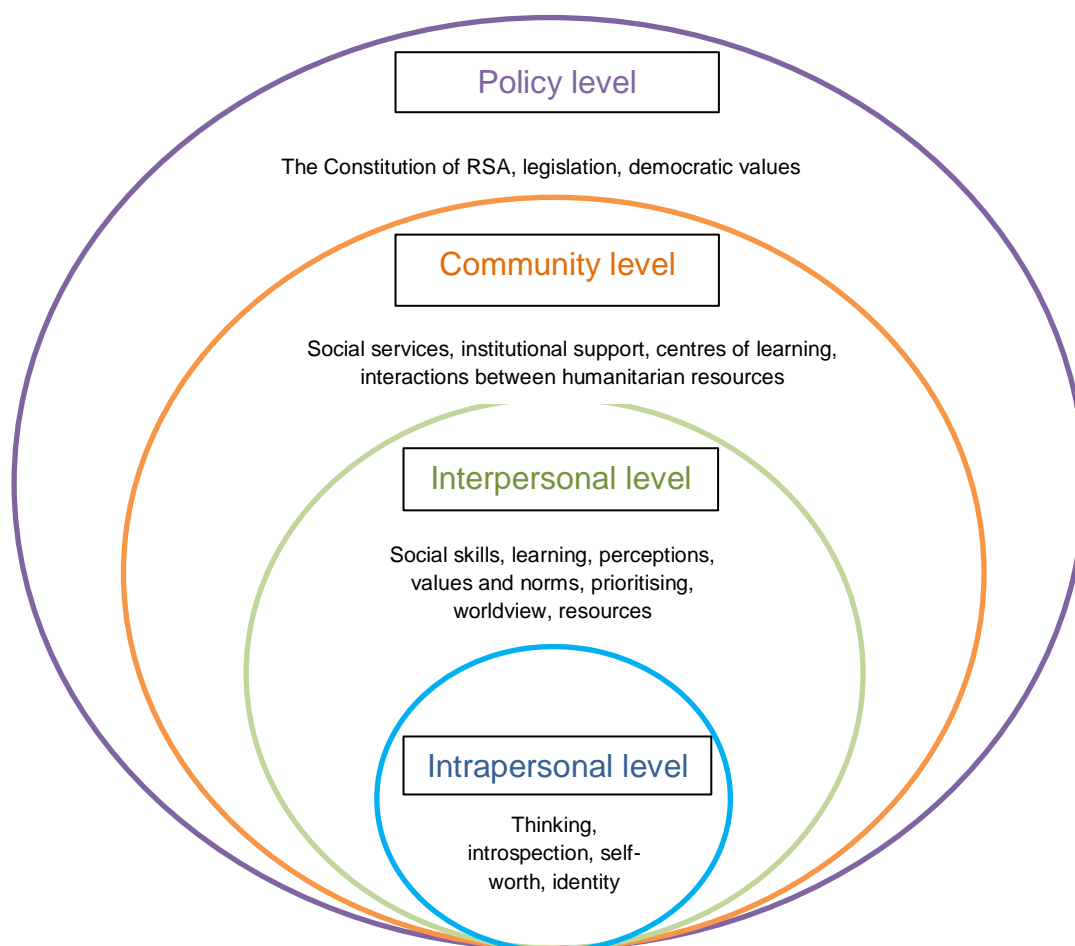 Policy level
The Constitution of RSA, legislation, democratic values
Community level
Social services, institutional support, centres of learning,
interactions between humanitarian resources
Interpersonal level
Social skills, learning, perceptions,
values and norms, prioritising,
worldview, resources
Intrapersonal level
Thinking,
introspection, self-
worth, identity